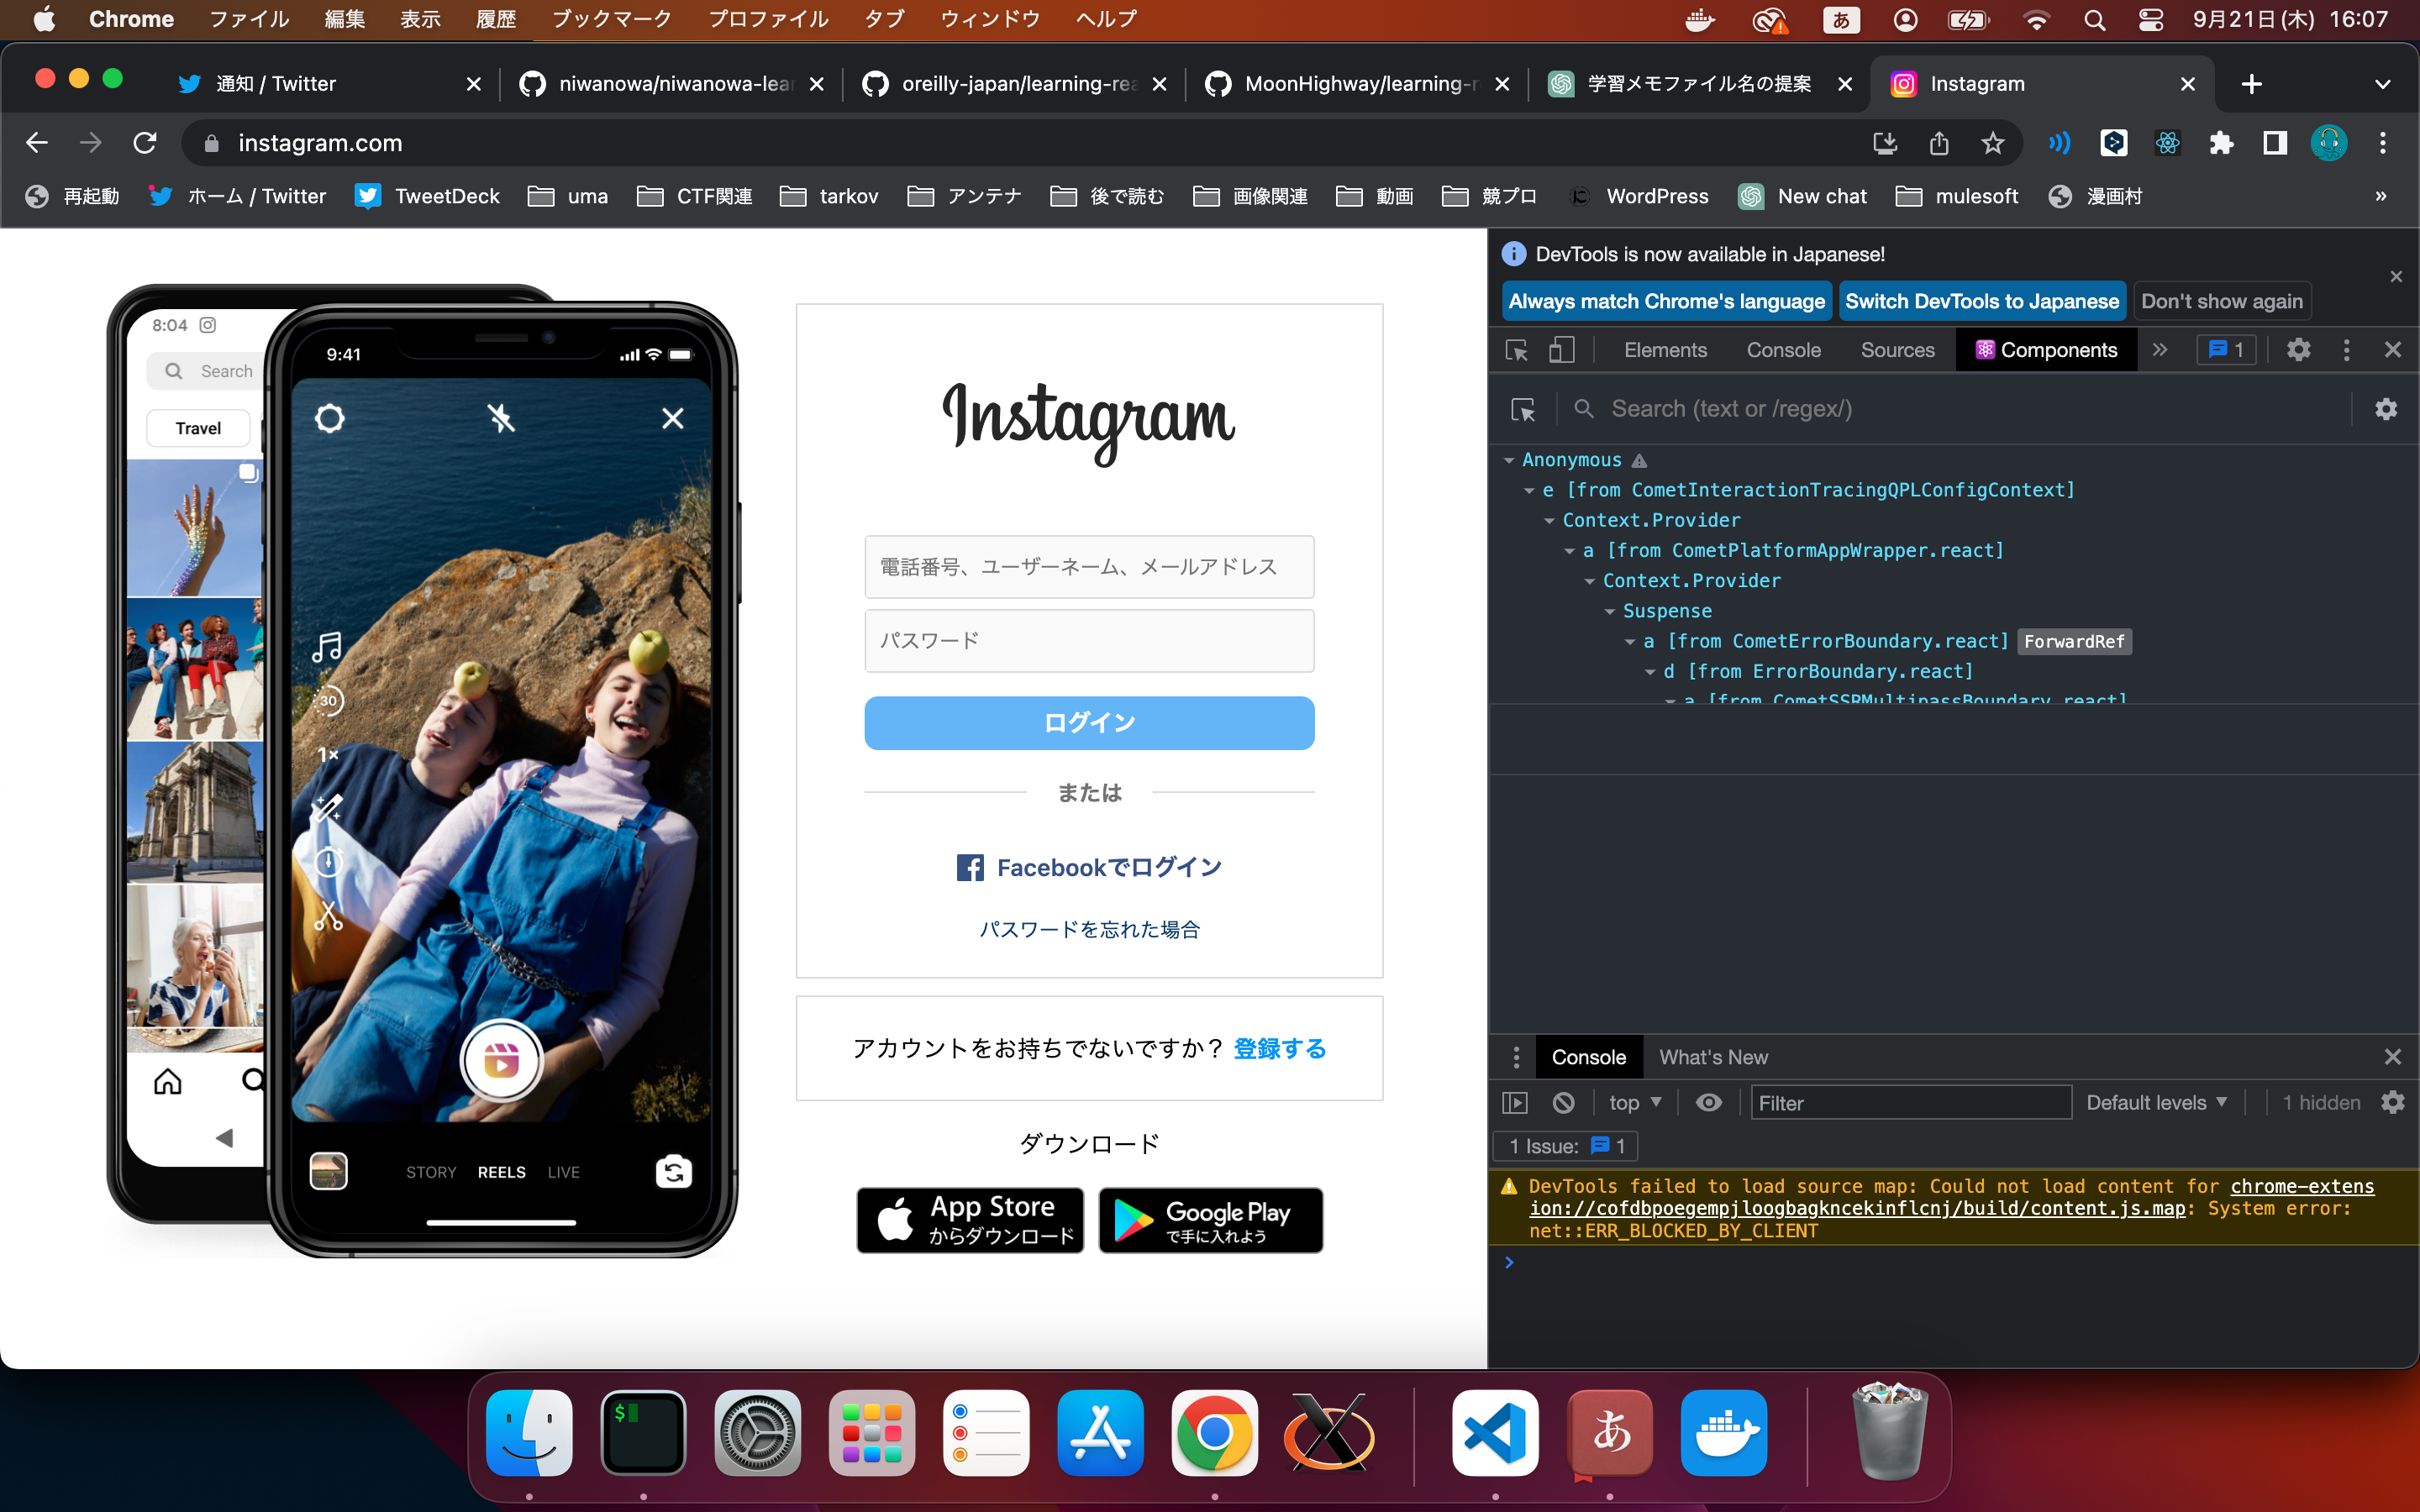 Chrome ファイル 編集 表示 履歴 ブックマーク プロファイル タブ ウィンドウ ヘルプ あ 9月21日(木) 16:07
通知 / Twitter niwanowa/niwanowa-lear oreilly-japan/learning-rea MoonHighway/learning-r 学習メモファイル名の提案 Instagram
instagram.com
再起動 ホーム / Twitter TweetDeck uma CTF関連 tarkov アンテナ 後で読む 画像関連 動画 競プロ WordPress New chat mulesoft 漫画村 »
8:04
Search
Travel
9:41
30
1×
STORY REELS LIVE
Instagram
電話番号、ユーザーネーム、メールアドレス
パスワード
ログイン
または
Facebookでログイン
パスワードを忘れた場合
アカウントをお持ちでないですか？ 登録する
ダウンロード
App Store
からダウンロード
Google Play
で手に入れよう
DevTools is now available in Japanese!
Always match Chrome's language Switch DevTools to Japanese Don't show again
Elements Console Sources Components » 1
Search (text or /regex/)
Anonymous
e [from CometInteractionTracingQPLConfigContext]
Context.Provider
a [from CometPlatformAppWrapper.react]
Context.Provider
Suspense
a [from CometErrorBoundary.react] ForwardRef
d [from ErrorBoundary.react]
a [from CometSSRMultipassBoundary.react]
Console What's New
top Filter Default levels 1 hidden
1 Issue: 1
DevTools failed to load source map: Could not load content for chrome-extens
ion://cofdbpoegempjloogbagkncekinflcnj/build/content.js.map: System error:
net::ERR_BLOCKED_BY_CLIENT
>
$
あ